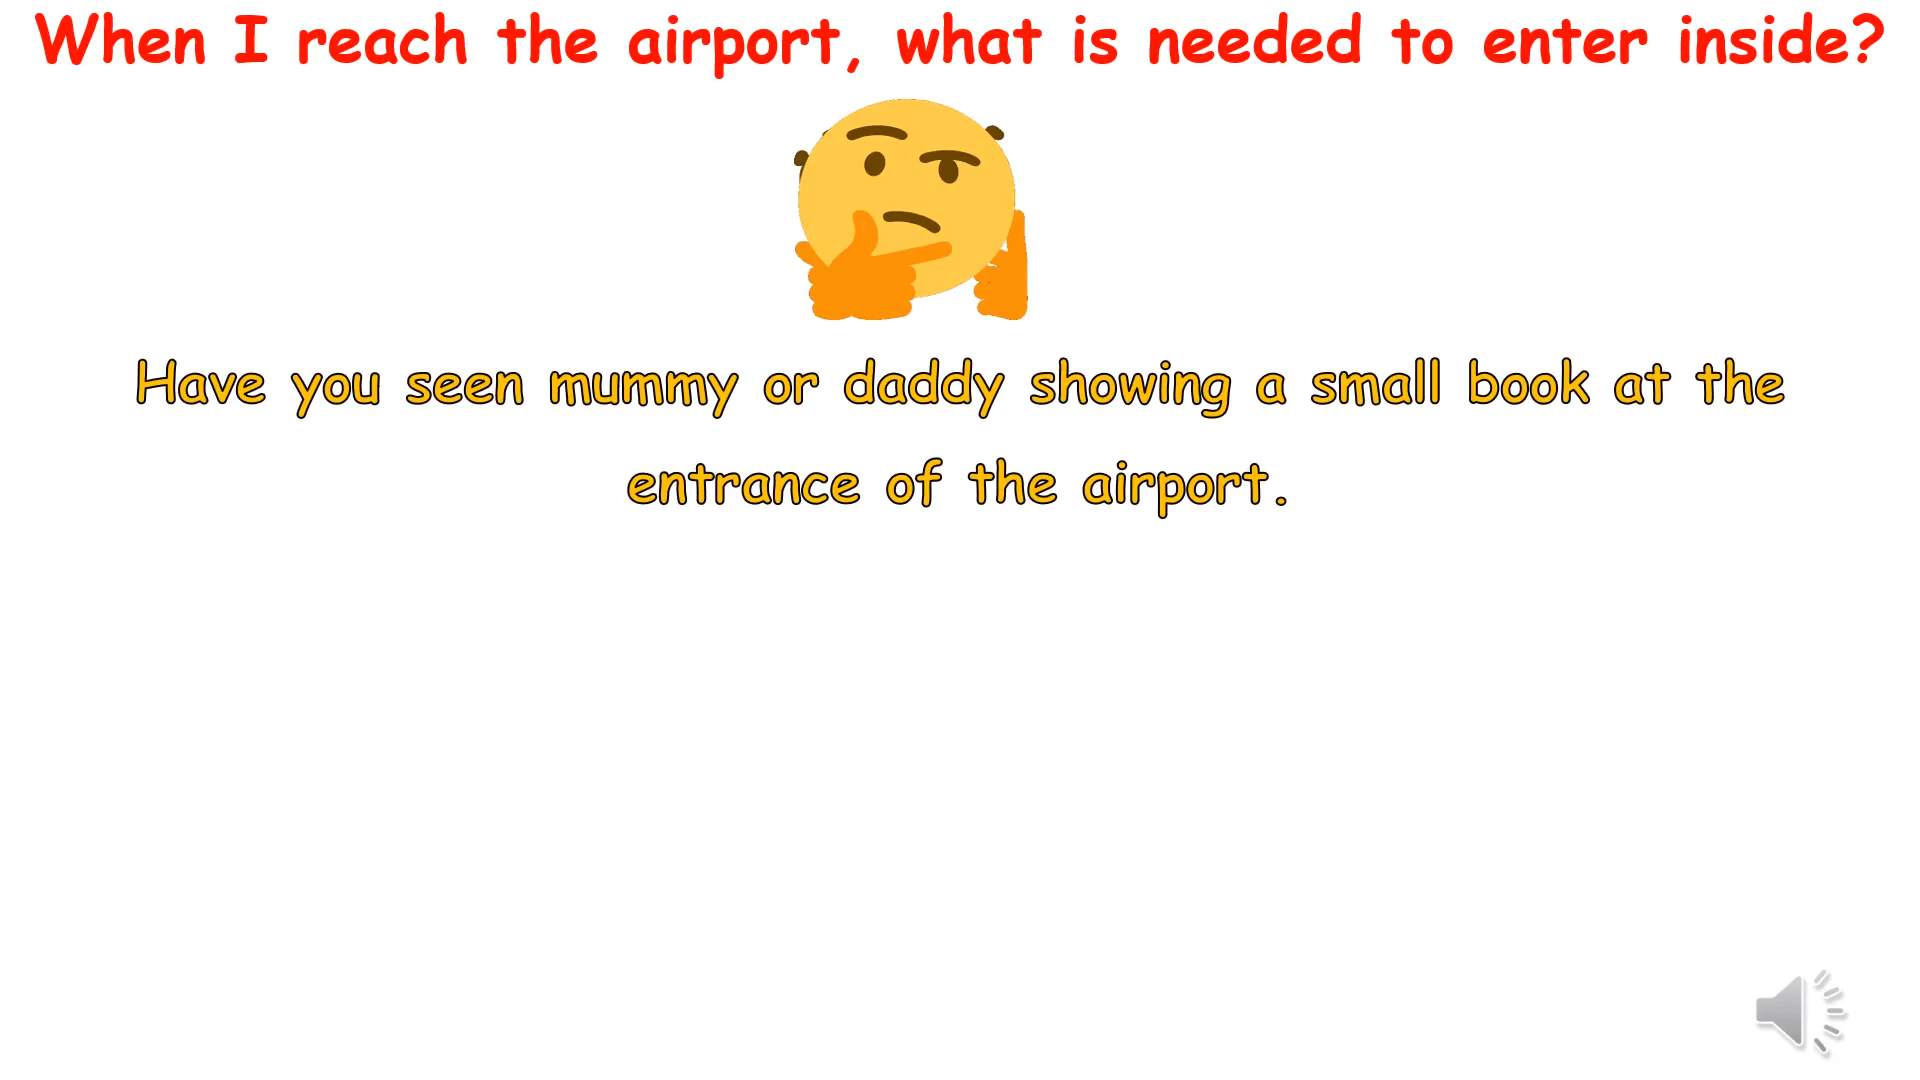 When I reach the airport, what is needed to enter inside?
Have you seen mummy or daddy showing a small book at the
entrance of the airport.